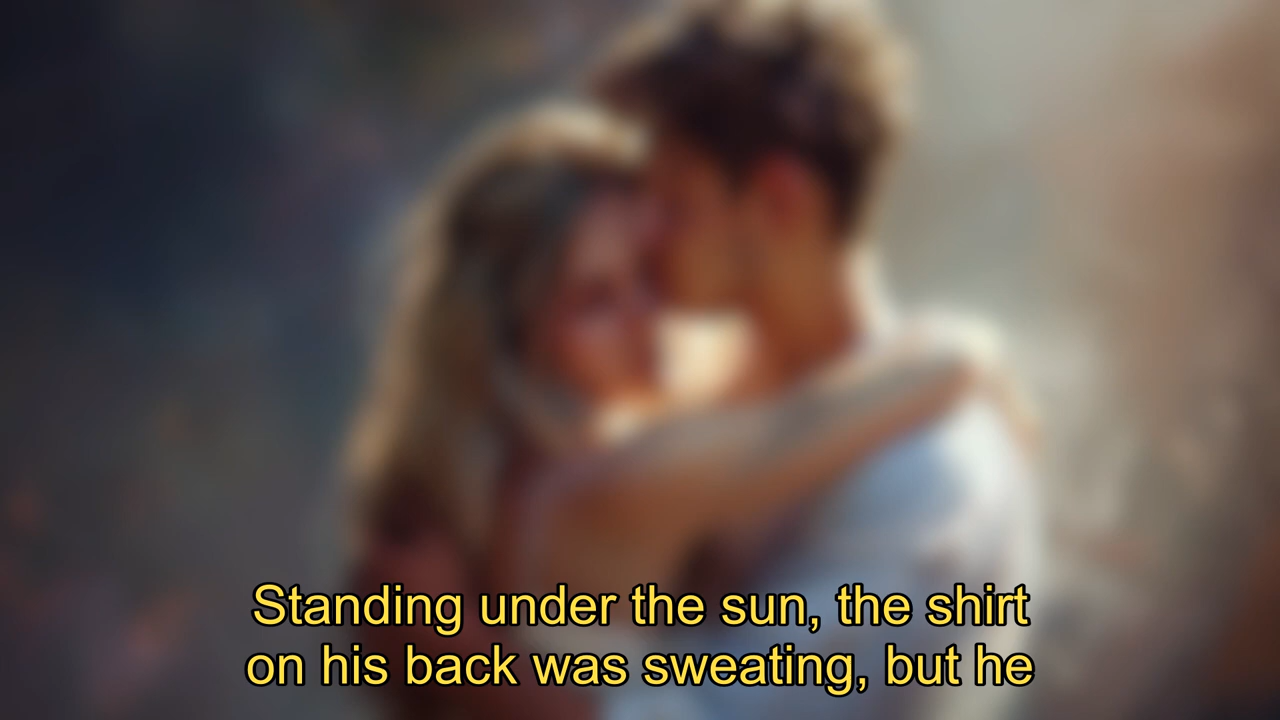 Standing under the sun, the shirt
on his back was sweating, but he